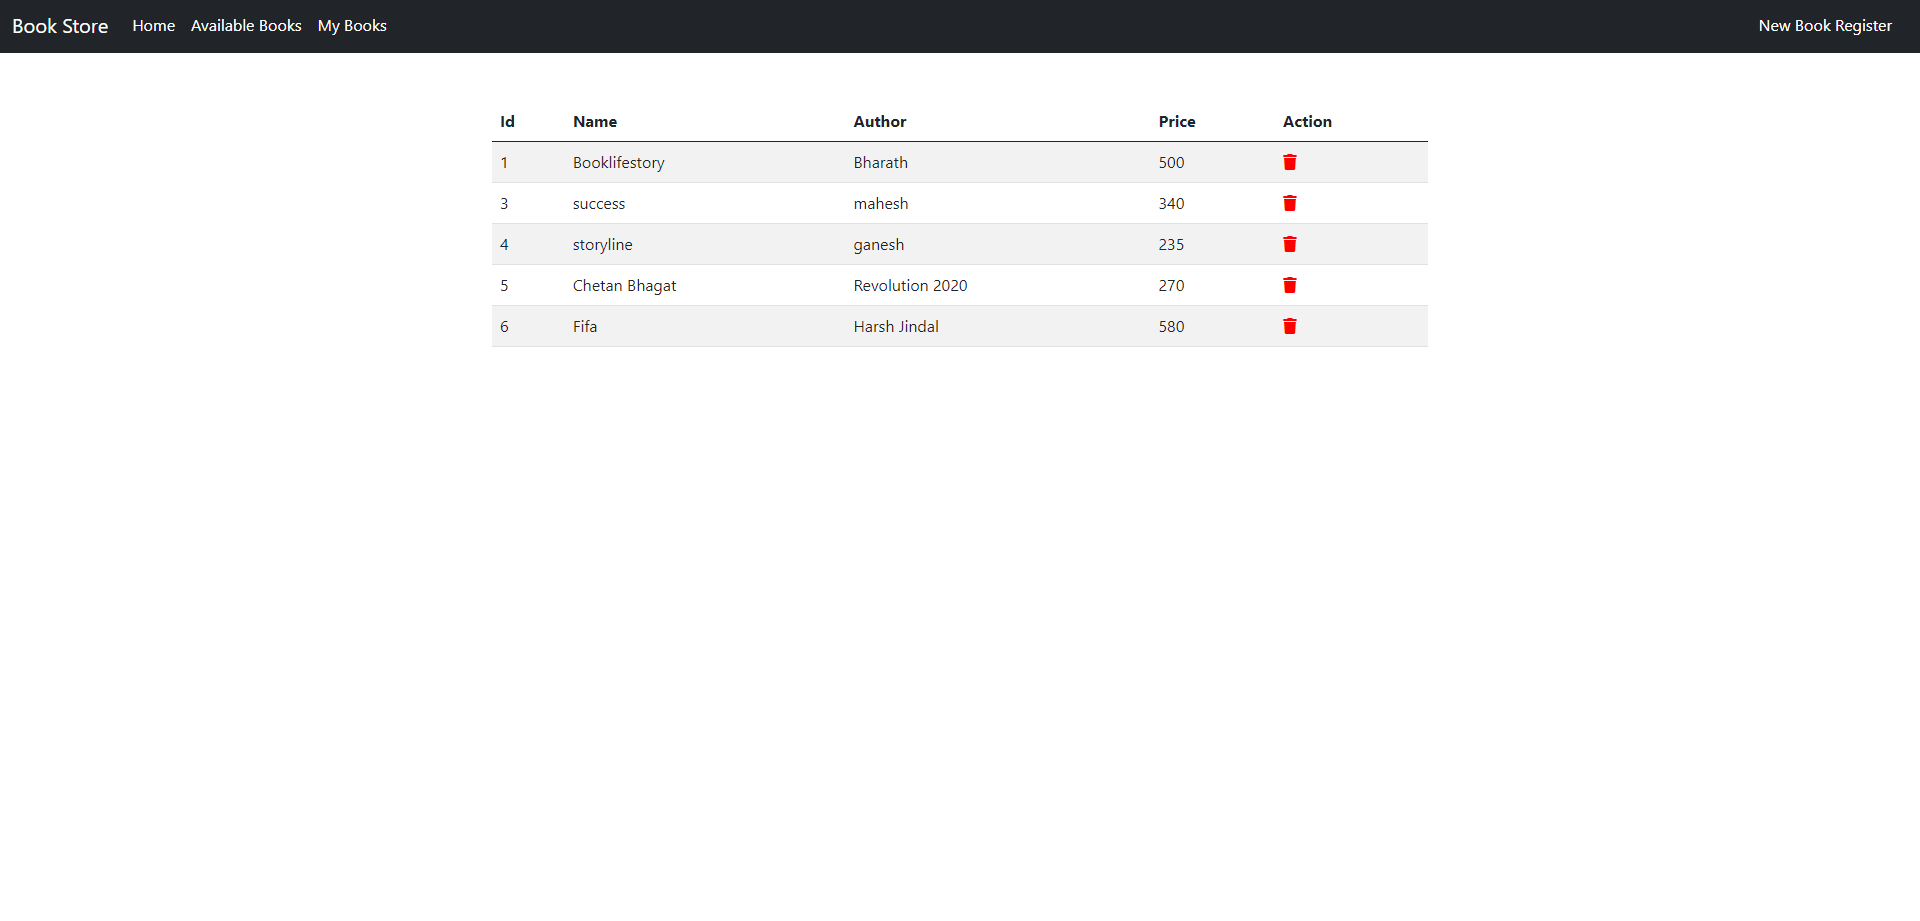 Book Store Home Available Books My Books New Book Register
Id Name Author Price Action
1 Booklifestory Bharath 500
3 success mahesh 340
4 storyline ganesh 235
5 Chetan Bhagat Revolution 2020 270
6 Fifa Harsh Jindal 580